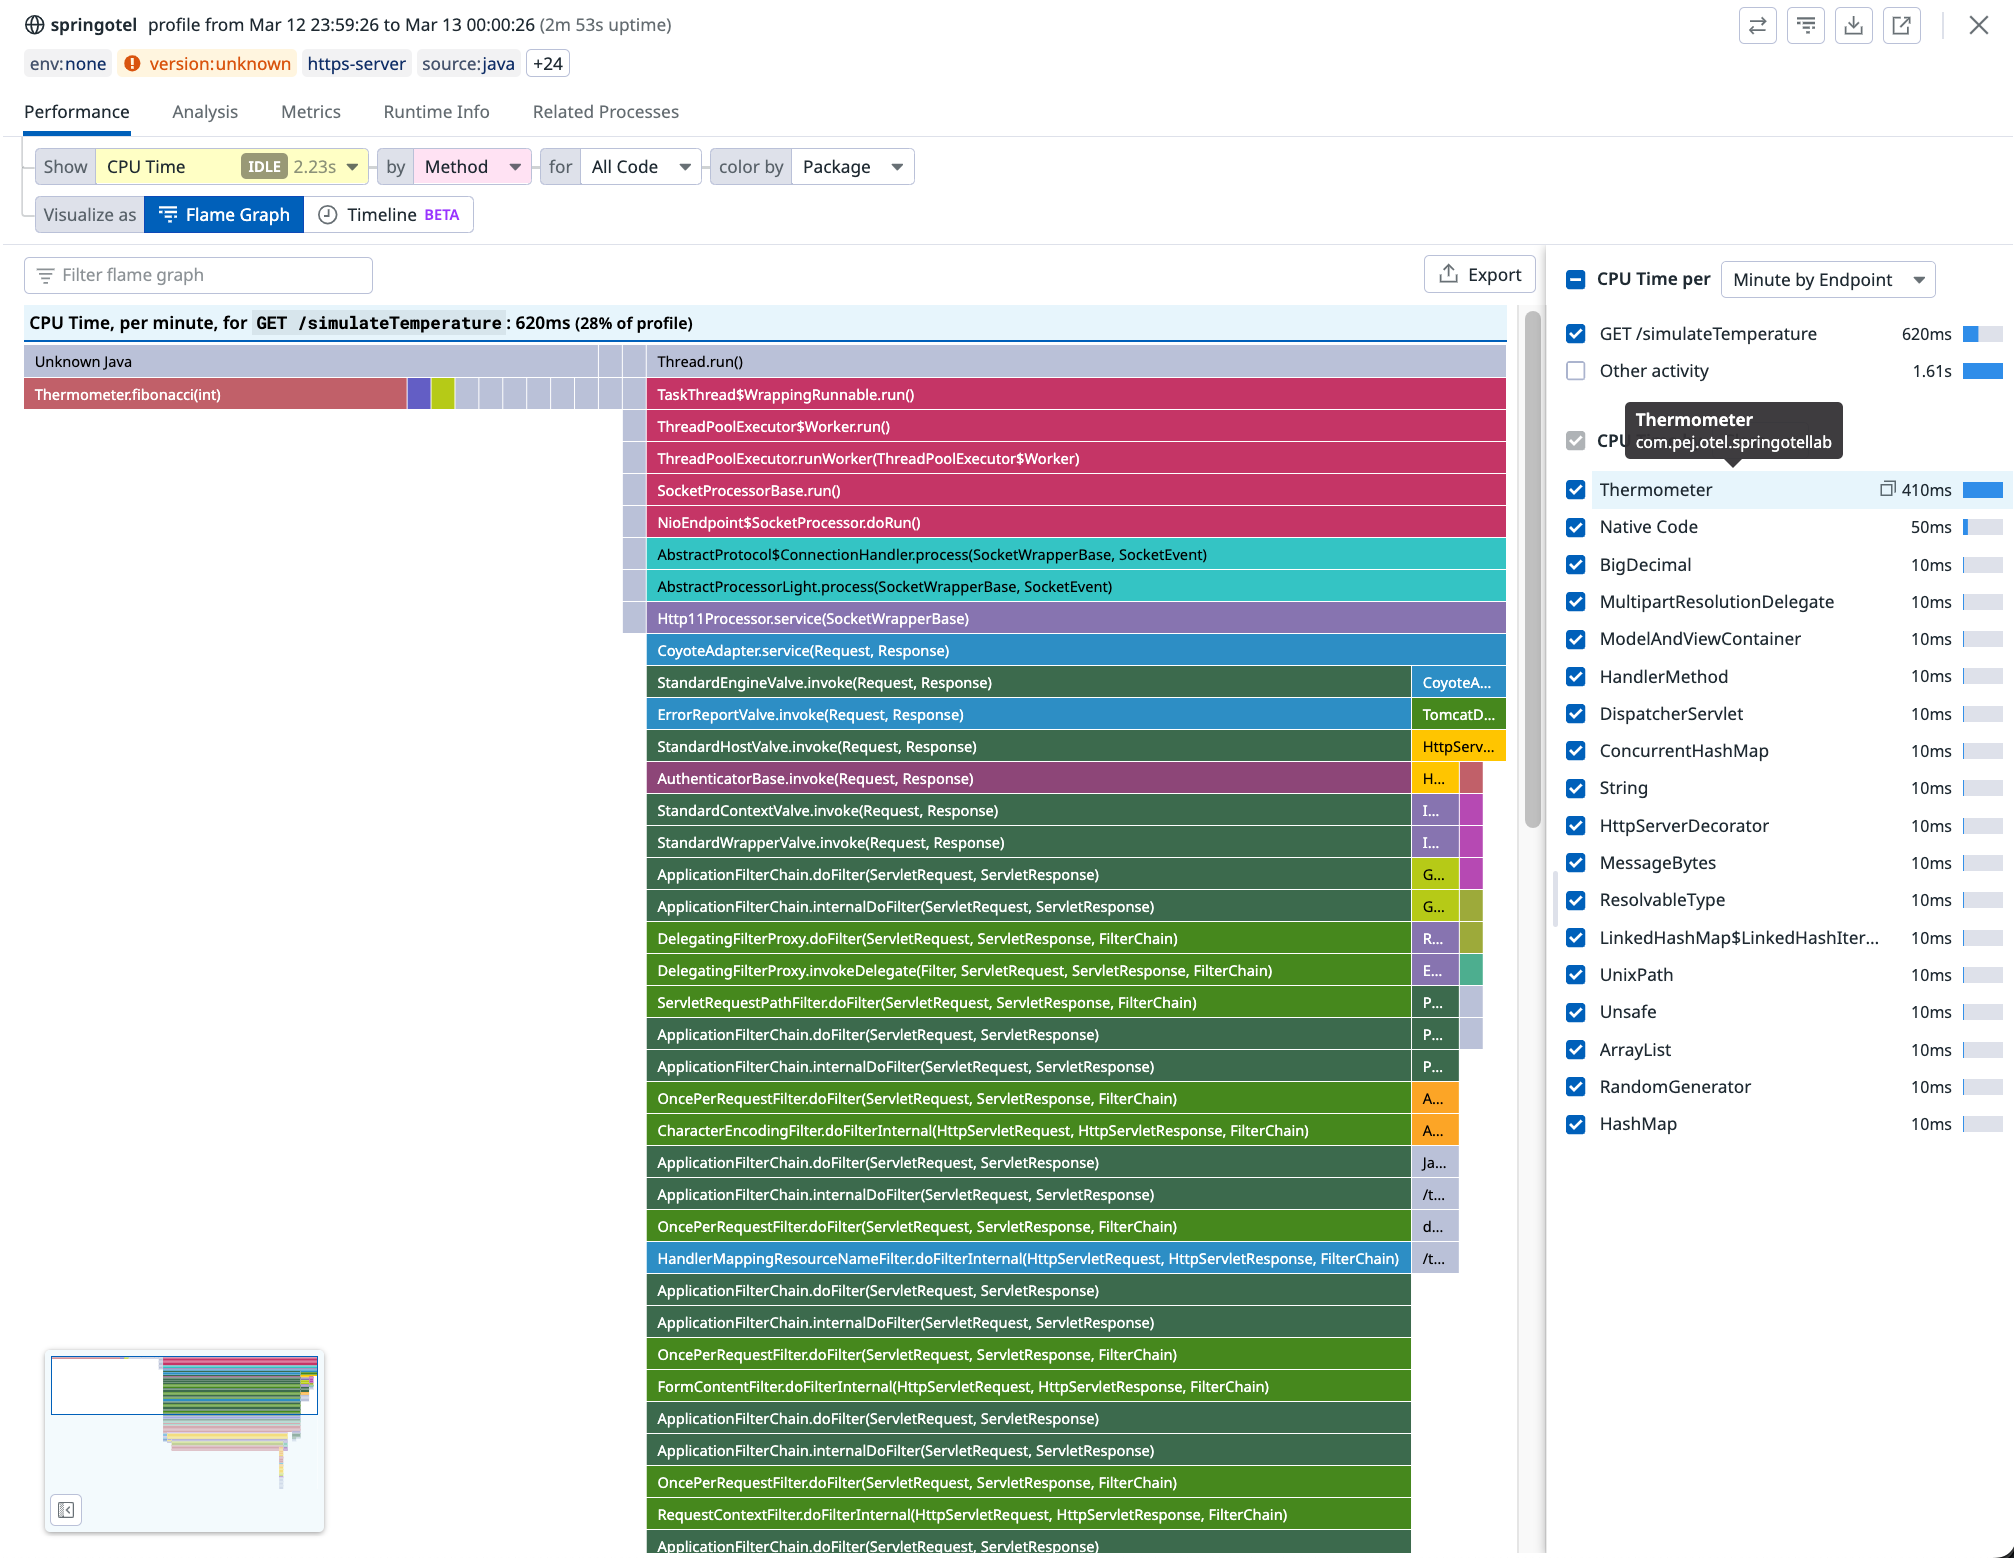 springotel profile from Mar 12 23:59:26 to Mar 13 00:00:26 (2m 53s uptime)
env:none version:unknown https-server source:java +24
Performance Analysis Metrics Runtime Info Related Processes
Show CPU Time IDLE 2.23s by Method for All Code color by Package
Visualize as Flame Graph Timeline BETA
Filter flame graph
Export
CPU Time, per minute, for GET /simulateTemperature: 620ms (28% of profile)
Unknown Java
Thread.run()
Thermometer.fibonacci(int)
TaskThread$WrappingRunnable.run()
ThreadPoolExecutor$Worker.run()
ThreadPoolExecutor.runWorker(ThreadPoolExecutor$Worker)
SocketProcessorBase.run()
NioEndpoint$SocketProcessor.doRun()
AbstractProtocol$ConnectionHandler.process(SocketWrapperBase, SocketEvent)
AbstractProcessorLight.process(SocketWrapperBase, SocketEvent)
Http11Processor.service(SocketWrapperBase)
CoyoteAdapter.service(Request, Response)
StandardEngineValve.invoke(Request, Response) CoyoteA...
ErrorReportValve.invoke(Request, Response) TomcatD...
StandardHostValve.invoke(Request, Response) HttpServ...
AuthenticatorBase.invoke(Request, Response) H...
StandardContextValve.invoke(Request, Response) I...
StandardWrapperValve.invoke(Request, Response) I...
ApplicationFilterChain.doFilter(ServletRequest, ServletResponse) G...
ApplicationFilterChain.internalDoFilter(ServletRequest, ServletResponse) G...
DelegatingFilterProxy.doFilter(ServletRequest, ServletResponse, FilterChain) R...
DelegatingFilterProxy.invokeDelegate(Filter, ServletRequest, ServletResponse, FilterChain) E...
ServletRequestPathFilter.doFilter(ServletRequest, ServletResponse, FilterChain) P...
ApplicationFilterChain.doFilter(ServletRequest, ServletResponse) P...
ApplicationFilterChain.internalDoFilter(ServletRequest, ServletResponse) P...
OncePerRequestFilter.doFilter(ServletRequest, ServletResponse, FilterChain) A...
CharacterEncodingFilter.doFilterInternal(HttpServletRequest, HttpServletResponse, FilterChain) A...
ApplicationFilterChain.doFilter(ServletRequest, ServletResponse) Ja...
ApplicationFilterChain.internalDoFilter(ServletRequest, ServletResponse) /t...
OncePerRequestFilter.doFilter(ServletRequest, ServletResponse, FilterChain) d...
HandlerMappingResourceNameFilter.doFilterInternal(HttpServletRequest, HttpServletResponse, FilterChain) /t...
ApplicationFilterChain.doFilter(ServletRequest, ServletResponse)
ApplicationFilterChain.internalDoFilter(ServletRequest, ServletResponse)
OncePerRequestFilter.doFilter(ServletRequest, ServletResponse, FilterChain)
FormContentFilter.doFilterInternal(HttpServletRequest, HttpServletResponse, FilterChain)
ApplicationFilterChain.doFilter(ServletRequest, ServletResponse)
ApplicationFilterChain.internalDoFilter(ServletRequest, ServletResponse)
OncePerRequestFilter.doFilter(ServletRequest, ServletResponse, FilterChain)
RequestContextFilter.doFilterInternal(HttpServletRequest, HttpServletResponse, FilterChain)
ApplicationFilterChain.doFilter(ServletRequest, ServletResponse)
CPU Time per Minute by Endpoint
GET /simulateTemperature 620ms
Other activity 1.61s
Thermometer
com.pej.otel.springotellab
CPU
Thermometer 410ms
Native Code 50ms
BigDecimal 10ms
MultipartResolutionDelegate 10ms
ModelAndViewContainer 10ms
HandlerMethod 10ms
DispatcherServlet 10ms
ConcurrentHashMap 10ms
String 10ms
HttpServerDecorator 10ms
MessageBytes 10ms
ResolvableType 10ms
LinkedHashMap$LinkedHashIter... 10ms
UnixPath 10ms
Unsafe 10ms
ArrayList 10ms
RandomGenerator 10ms
HashMap 10ms